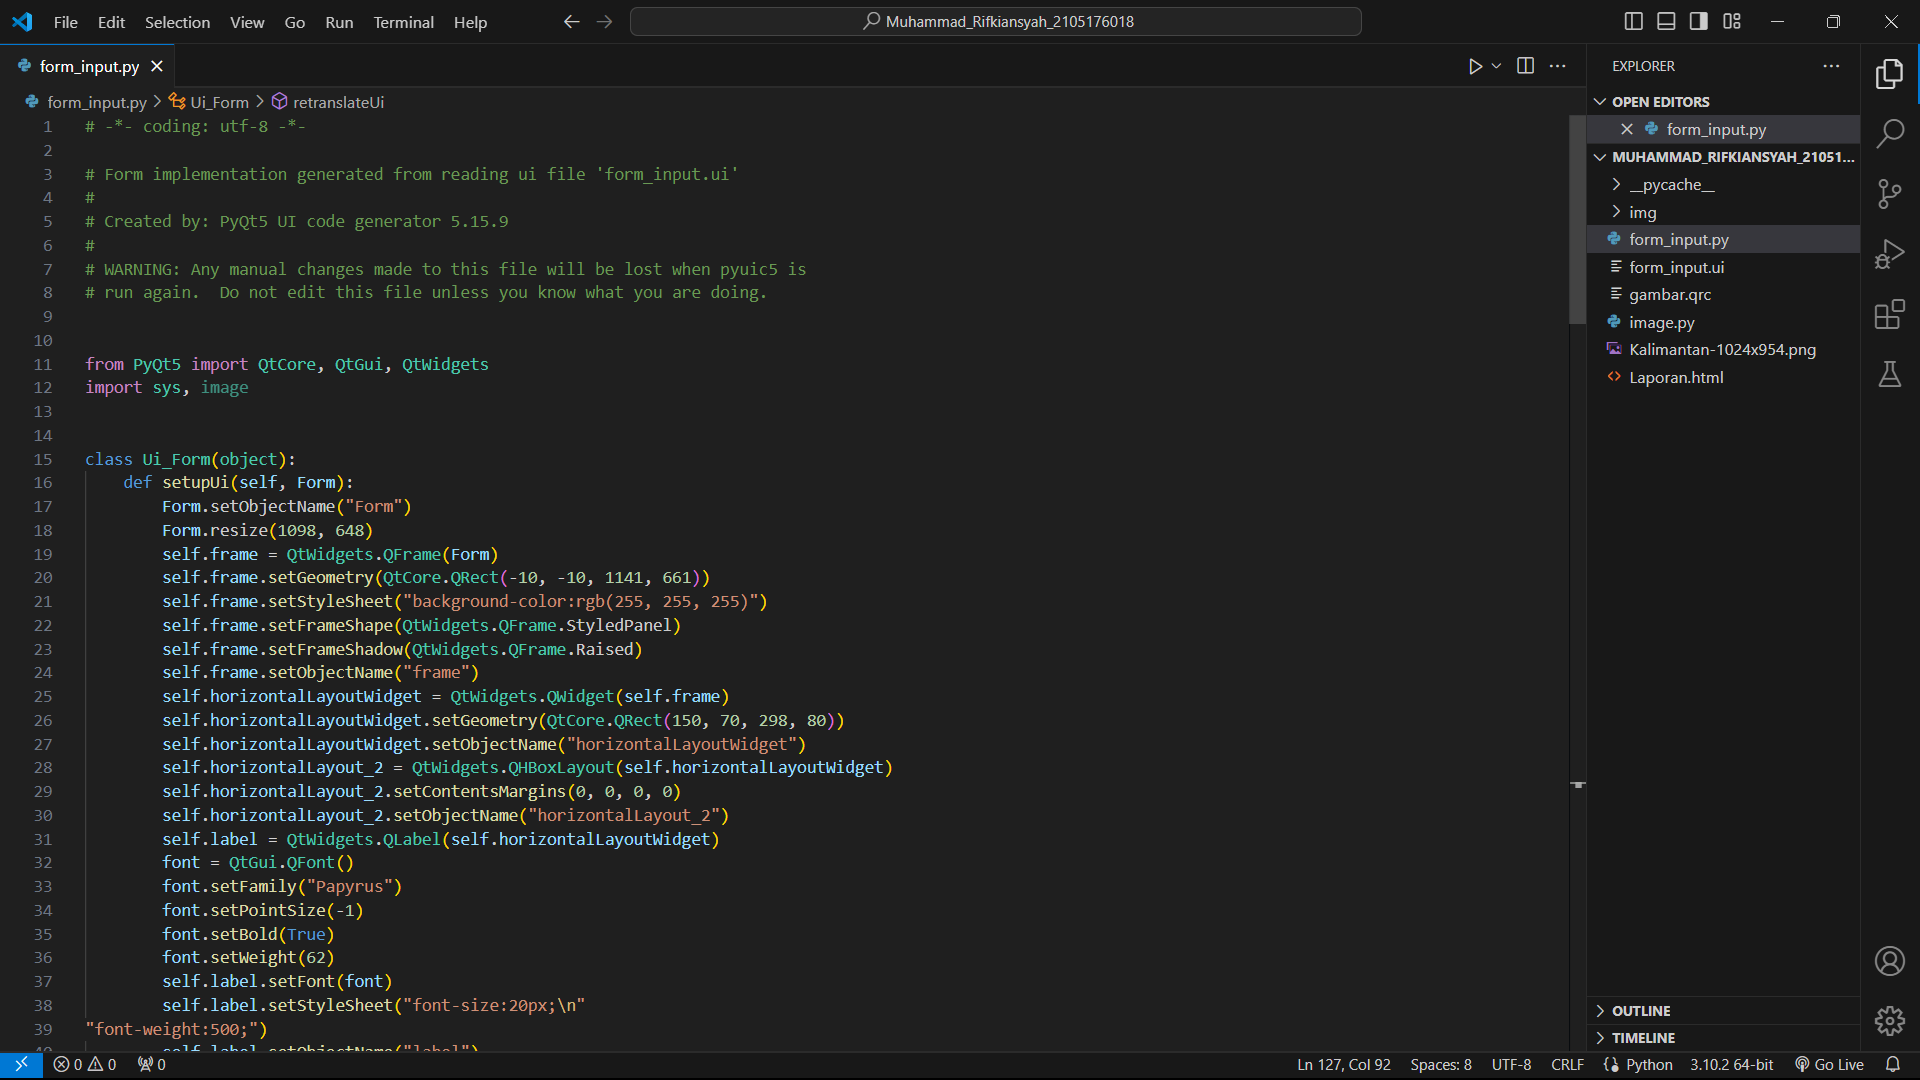 File Edit Selection View Go Run Terminal Help
Muhammad_Rifkiansyah_2105176018
form_input.py
form_input.py > Ui_Form > retranslateUi
1 # -*- coding: utf-8 -*-
2
3 # Form implementation generated from reading ui file 'form_input.ui'
4 #
5 # Created by: PyQt5 UI code generator 5.15.9
6 #
7 # WARNING: Any manual changes made to this file will be lost when pyuic5 is
8 # run again.  Do not edit this file unless you know what you are doing.
9
10
11 from PyQt5 import QtCore, QtGui, QtWidgets
12 import sys, image
13
14
15 class Ui_Form(object):
16     def setupUi(self, Form):
17         Form.setObjectName("Form")
18         Form.resize(1098, 648)
19         self.frame = QtWidgets.QFrame(Form)
20         self.frame.setGeometry(QtCore.QRect(-10, -10, 1141, 661))
21         self.frame.setStyleSheet("background-color:rgb(255, 255, 255)")
22         self.frame.setFrameShape(QtWidgets.QFrame.StyledPanel)
23         self.frame.setFrameShadow(QtWidgets.QFrame.Raised)
24         self.frame.setObjectName("frame")
25         self.horizontalLayoutWidget = QtWidgets.QWidget(self.frame)
26         self.horizontalLayoutWidget.setGeometry(QtCore.QRect(150, 70, 298, 80))
27         self.horizontalLayoutWidget.setObjectName("horizontalLayoutWidget")
28         self.horizontalLayout_2 = QtWidgets.QHBoxLayout(self.horizontalLayoutWidget)
29         self.horizontalLayout_2.setContentsMargins(0, 0, 0, 0)
30         self.horizontalLayout_2.setObjectName("horizontalLayout_2")
31         self.label = QtWidgets.QLabel(self.horizontalLayoutWidget)
32         font = QtGui.QFont()
33         font.setFamily("Papyrus")
34         font.setPointSize(-1)
35         font.setBold(True)
36         font.setWeight(62)
37         self.label.setFont(font)
38         self.label.setStyleSheet("font-size:20px;\n"
39 "font-weight:500;")
40         self.label.setObjectName("label")
EXPLORER
OPEN EDITORS
form_input.py
MUHAMMAD_RIFKIANSYAH_21051...
__pycache__
img
form_input.py
form_input.ui
gambar.qrc
image.py
Kalimantan-1024x954.png
Laporan.html
OUTLINE
TIMELINE
0 0 0 Ln 127, Col 92 Spaces: 8 UTF-8 CRLF Python 3.10.2 64-bit Go Live